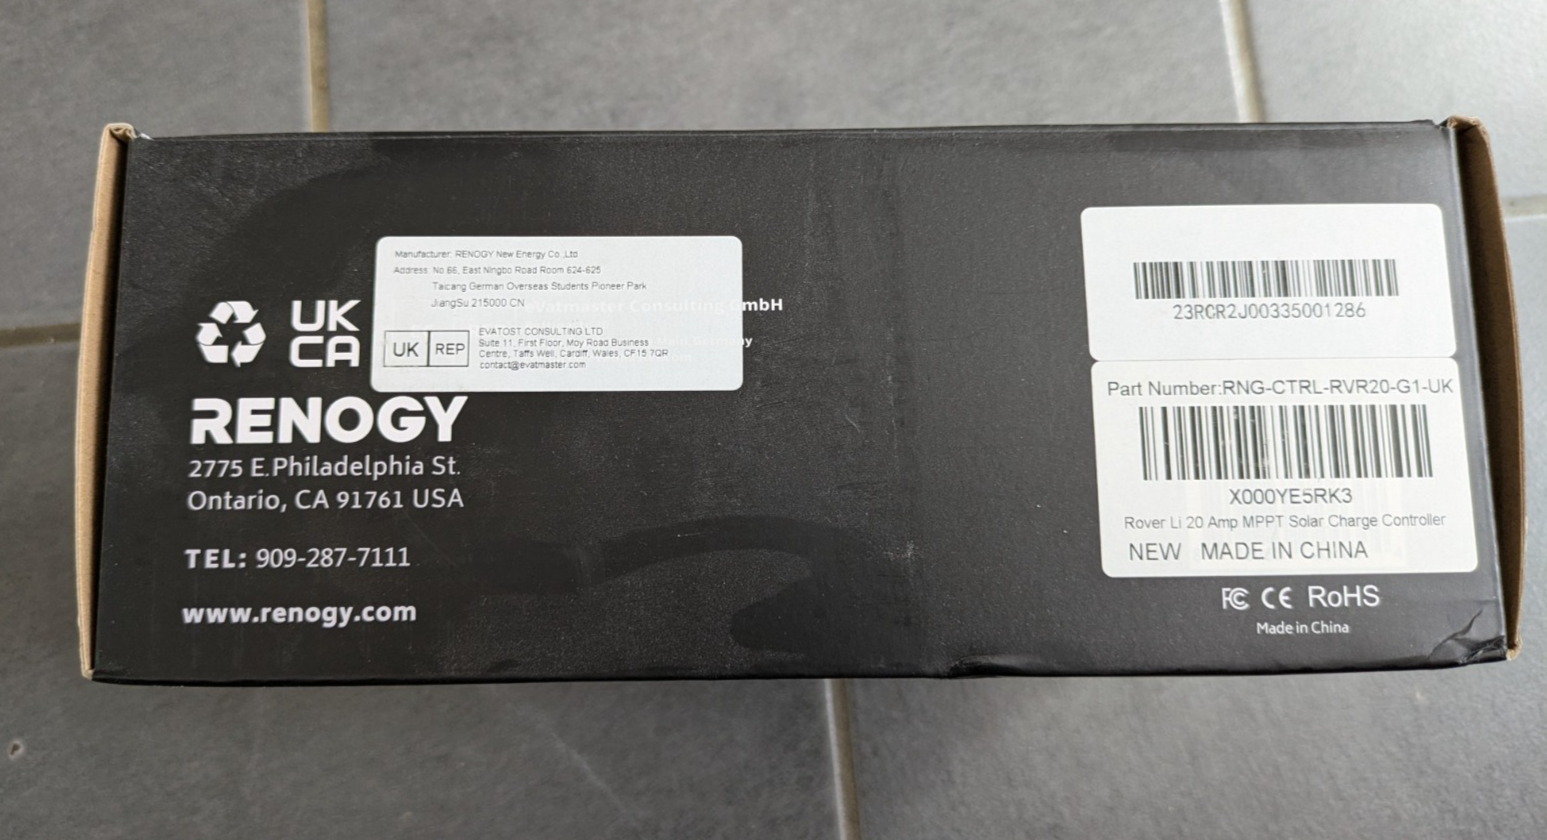 Manufacturer: RENOGY New Energy Co.,Ltd
Address: No.66, East Ningbo Road Room 624-625
Taicang German Overseas Students Pioneer Park
JiangSu 215000 CN
eVatmaster Consulting GmbH
Germany
UK REP
EVATOST CONSULTING LTD
Suite 11, First Floor, Moy Road Business
Centre, Taffs Well, Cardiff, Wales, CF15 7QR
contact@evatmaster.com
UK
CA
RENOGY
2775 E.Philadelphia St.
Ontario, CA 91761 USA
TEL: 909-287-7111
www.renogy.com
23RCR2J00335001286
Part Number:RNG-CTRL-RVR20-G1-UK
X000YE5RK3
Rover Li 20 Amp MPPT Solar Charge Controller
NEW MADE IN CHINA
FC CE RoHS
Made in China